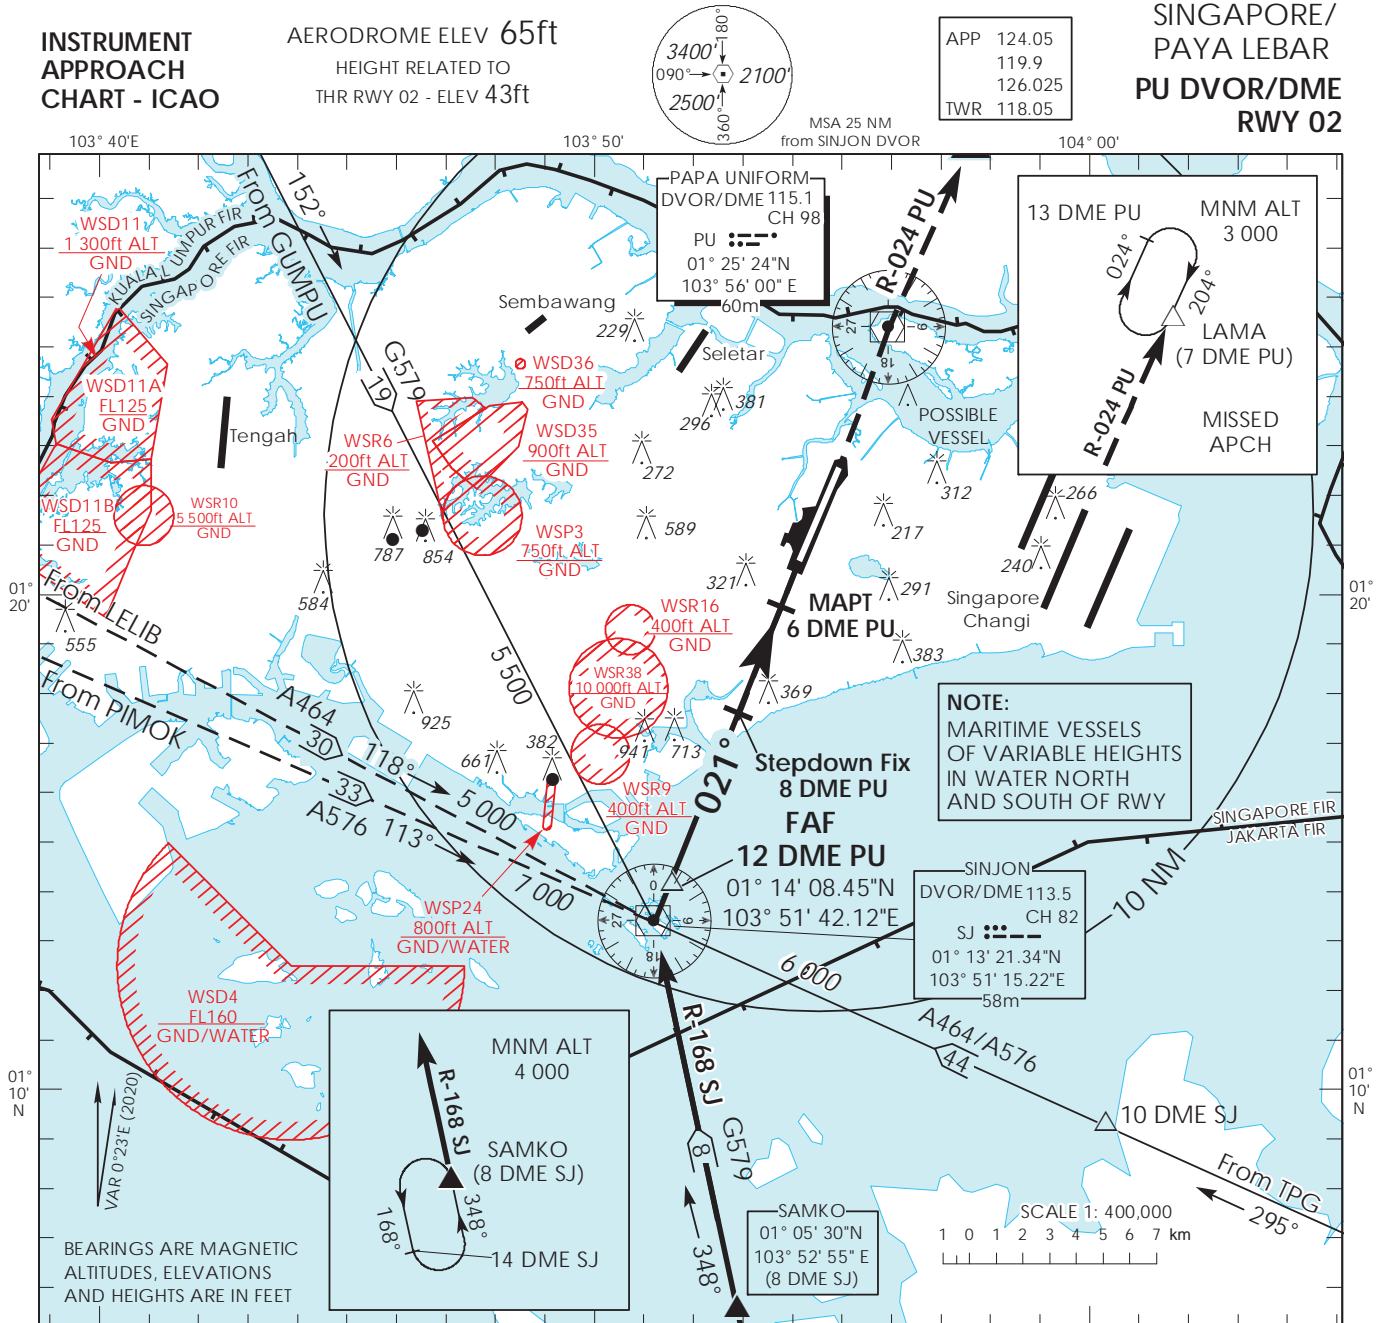 INSTRUMENT
APPROACH
CHART - ICAO
AERODROME ELEV 65ft
HEIGHT RELATED TO
THR RWY 02 - ELEV 43ft
180°
3400'
090°
2100'
2500'
360°
MSA 25 NM
from SINJON DVOR
APP 124.05
119.9
126.025
TWR 118.05
SINGAPORE/
PAYA LEBAR
PU DVOR/DME
RWY 02
103° 40'E
103° 50'
104° 00'
From GUMPU
152°
WSD11
1 300ft ALT
GND
KUALA LUMPUR FIR
SINGAPORE FIR
PAPA UNIFORM
DVOR/DME 115.1
CH 98
PU
01° 25' 24"N
103° 56' 00" E
60m
R-024 PU
13 DME PU
MNM ALT
3 000
024°
204°
LAMA
(7 DME PU)
R-024 PU
MISSED
APCH
Sembawang
229
Seletar
27
9
18
G579
19
WSD36
750ft ALT
GND
WSD11A
FL125
GND
381
296
POSSIBLE
VESSEL
Tengah
WSR6
200ft ALT
GND
WSD35
900ft ALT
GND
272
312
WSD11B
FL125
GND
WSR10
5 500ft ALT
GND
266
787
854
WSP3
750ft ALT
GND
589
217
240
01°
20'
01°
20'
From LELIB
584
321
291
Singapore
Changi
MAPT
6 DME PU
555
WSR16
400ft ALT
GND
383
From PIMOK
5 500
WSR38
10 000ft ALT
GND
369
A464
30
118°
925
941
713
NOTE:
MARITIME VESSELS
OF VARIABLE HEIGHTS
IN WATER NORTH
AND SOUTH OF RWY
382
661
021°
Stepdown Fix
8 DME PU
33
A576
113°
5 000
WSR9
400ft ALT
GND
FAF
12 DME PU
01° 14' 08.45"N
103° 51' 42.12"E
SINGAPORE FIR
JAKARTA FIR
7 000
WSP24
800ft ALT
GND/WATER
0
27
9
18
SINJON
DVOR/DME 113.5
CH 82
SJ
01° 13' 21.34"N
103° 51' 15.22"E
58m
10 NM
6 000
WSD4
FL160
GND/WATER
A464/A576
44
R-168 SJ
MNM ALT
4 000
R-168 SJ
SAMKO
(8 DME SJ)
168°
348°
14 DME SJ
01°
10'
N
01°
10'
N
VAR 0°23'E (2020)
G579
8
10 DME SJ
From TPG
295°
348°
SAMKO
01° 05' 30"N
103° 52' 55" E
(8 DME SJ)
SCALE 1: 400,000
1 0 1 2 3 4 5 6 7 km
BEARINGS ARE MAGNETIC
ALTITUDES, ELEVATIONS
AND HEIGHTS ARE IN FEET